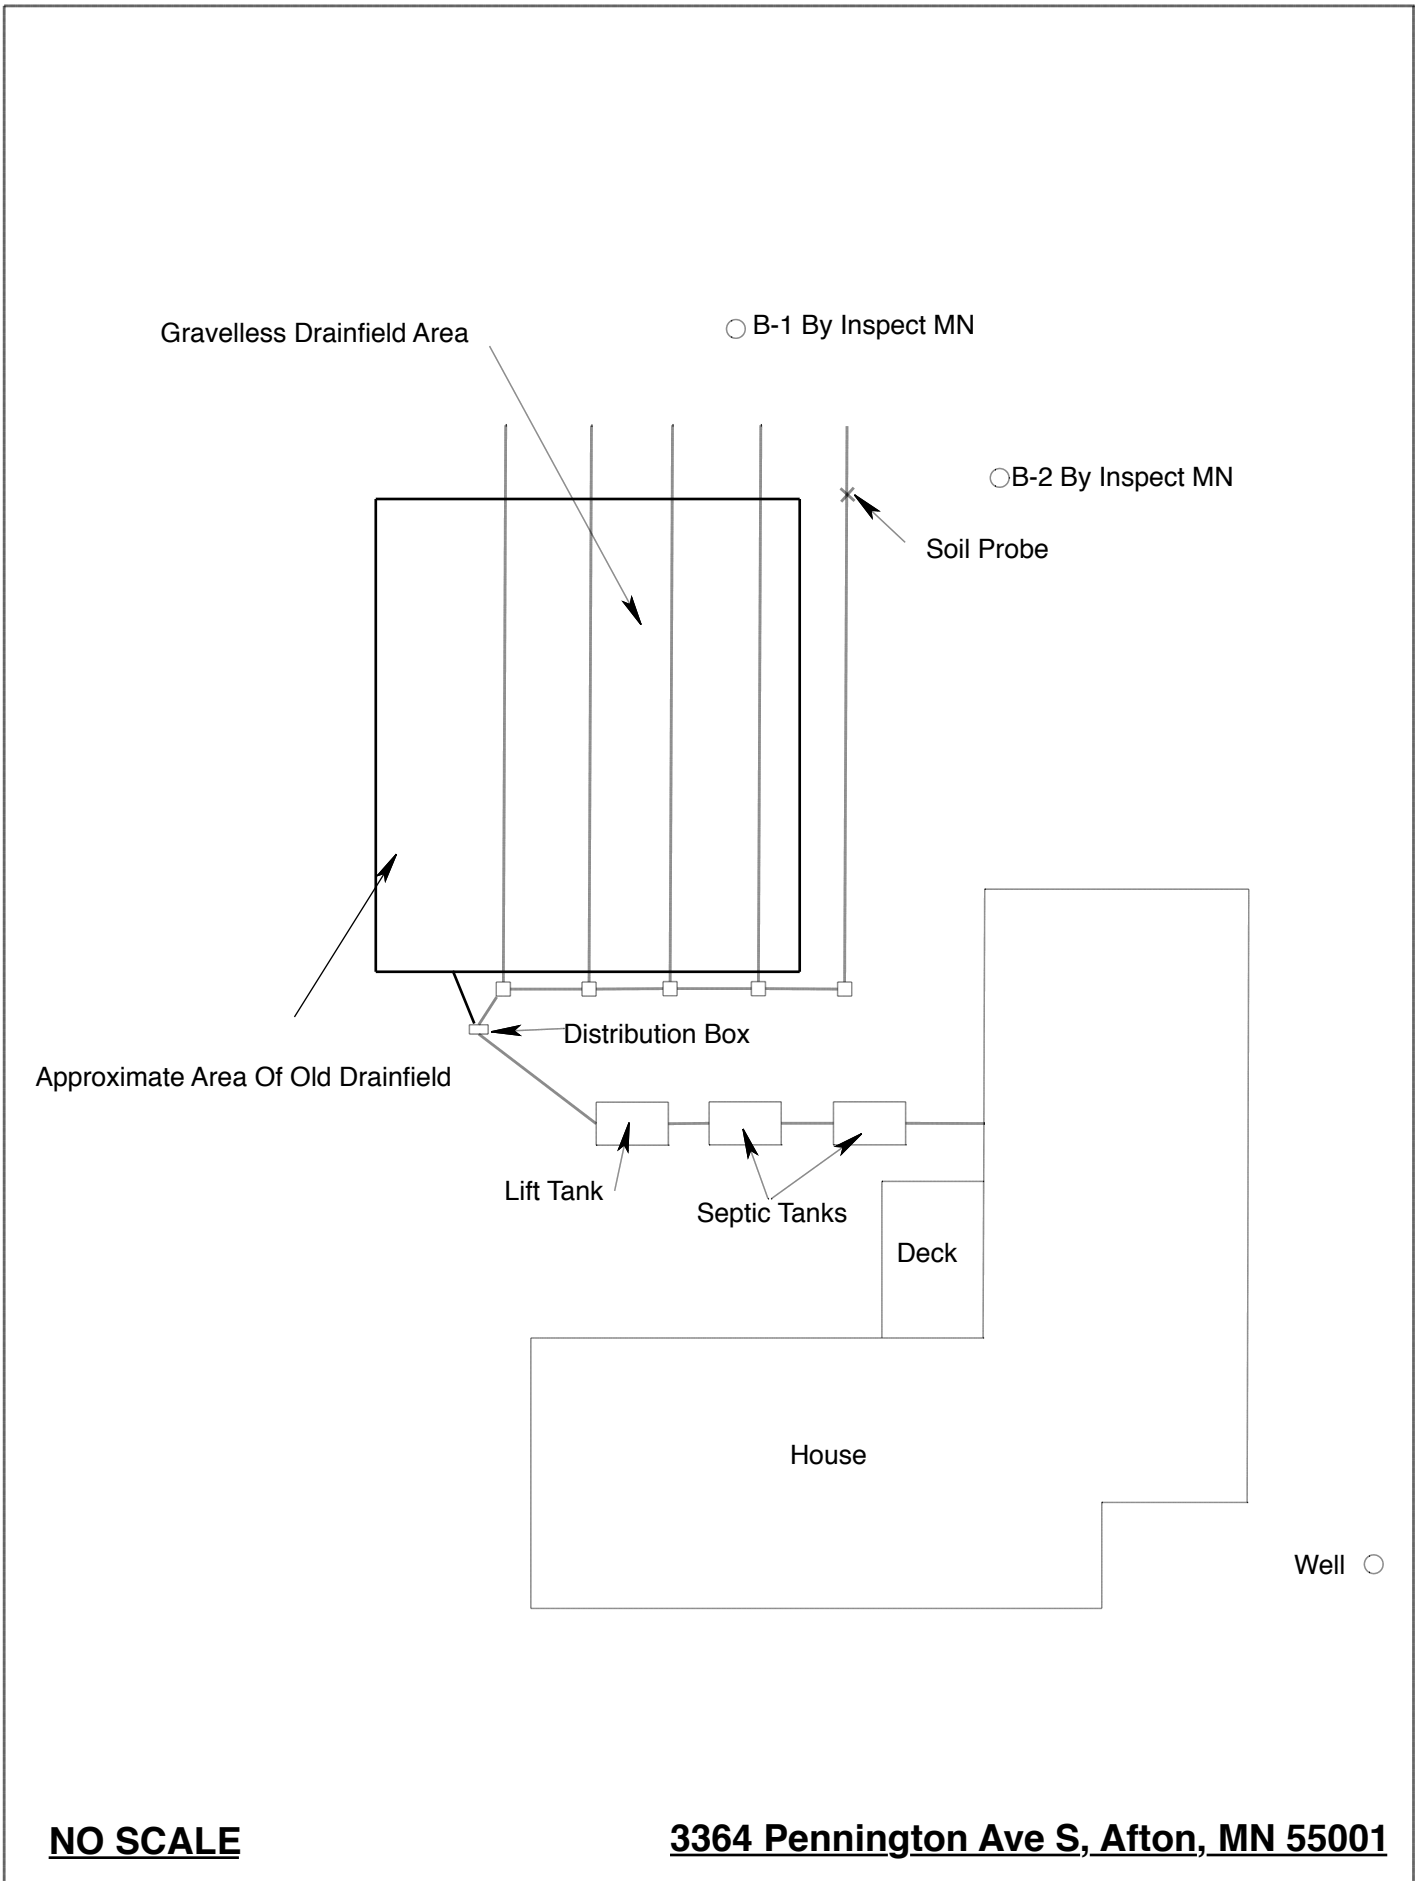 Gravelless Drainfield Area
B-1 By Inspect MN
B-2 By Inspect MN
Soil Probe
Distribution Box
Approximate Area Of Old Drainfield
Lift Tank
Septic Tanks
Deck
House
Well
NO SCALE
3364 Pennington Ave S, Afton, MN 55001